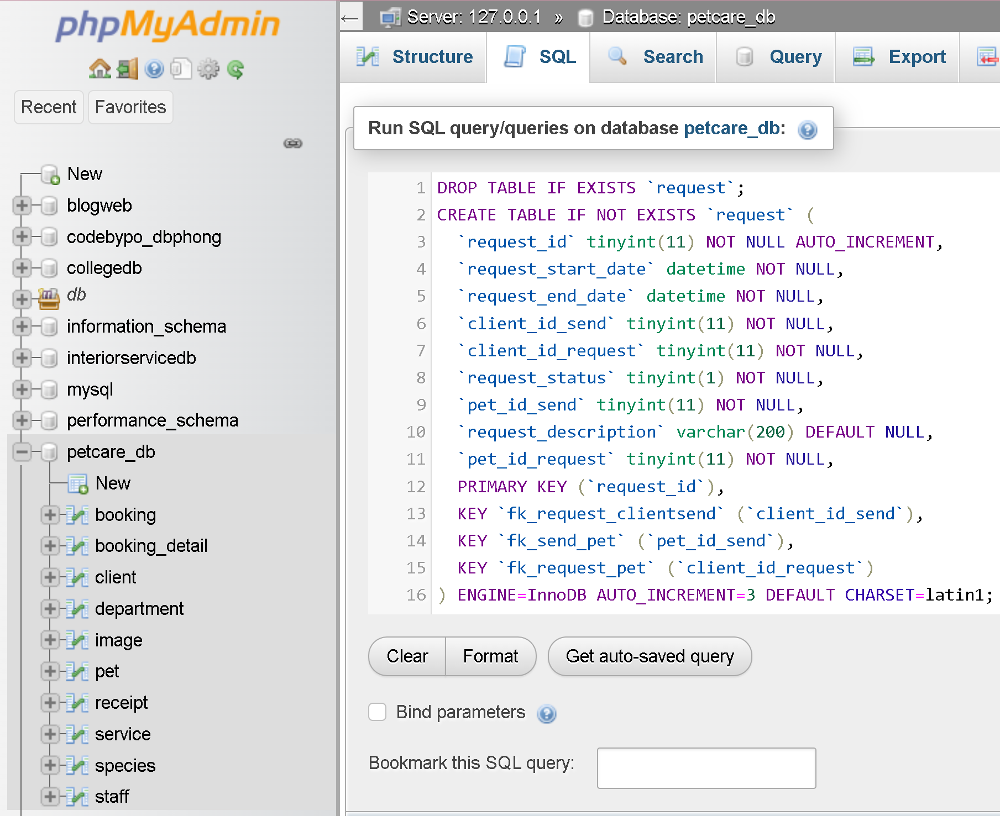 phpMyAdmin
Recent
Favorites
New
blogweb
codebypo_dbphong
collegedb
db
information_schema
interiorservicedb
mysql
performance_schema
petcare_db
New
booking
booking_detail
client
department
image
pet
receipt
service
species
staff
← Server: 127.0.0.1 » Database: petcare_db
Structure SQL Search Query Export
Run SQL query/queries on database petcare_db:
1 DROP TABLE IF EXISTS `request`;
2 CREATE TABLE IF NOT EXISTS `request` (
3 `request_id` tinyint(11) NOT NULL AUTO_INCREMENT,
4 `request_start_date` datetime NOT NULL,
5 `request_end_date` datetime NOT NULL,
6 `client_id_send` tinyint(11) NOT NULL,
7 `client_id_request` tinyint(11) NOT NULL,
8 `request_status` tinyint(1) NOT NULL,
9 `pet_id_send` tinyint(11) NOT NULL,
10 `request_description` varchar(200) DEFAULT NULL,
11 `pet_id_request` tinyint(11) NOT NULL,
12 PRIMARY KEY (`request_id`),
13 KEY `fk_request_clientsend` (`client_id_send`),
14 KEY `fk_send_pet` (`pet_id_send`),
15 KEY `fk_request_pet` (`client_id_request`)
16 ) ENGINE=InnoDB AUTO_INCREMENT=3 DEFAULT CHARSET=latin1;
Clear Format Get auto-saved query
Bind parameters
Bookmark this SQL query: